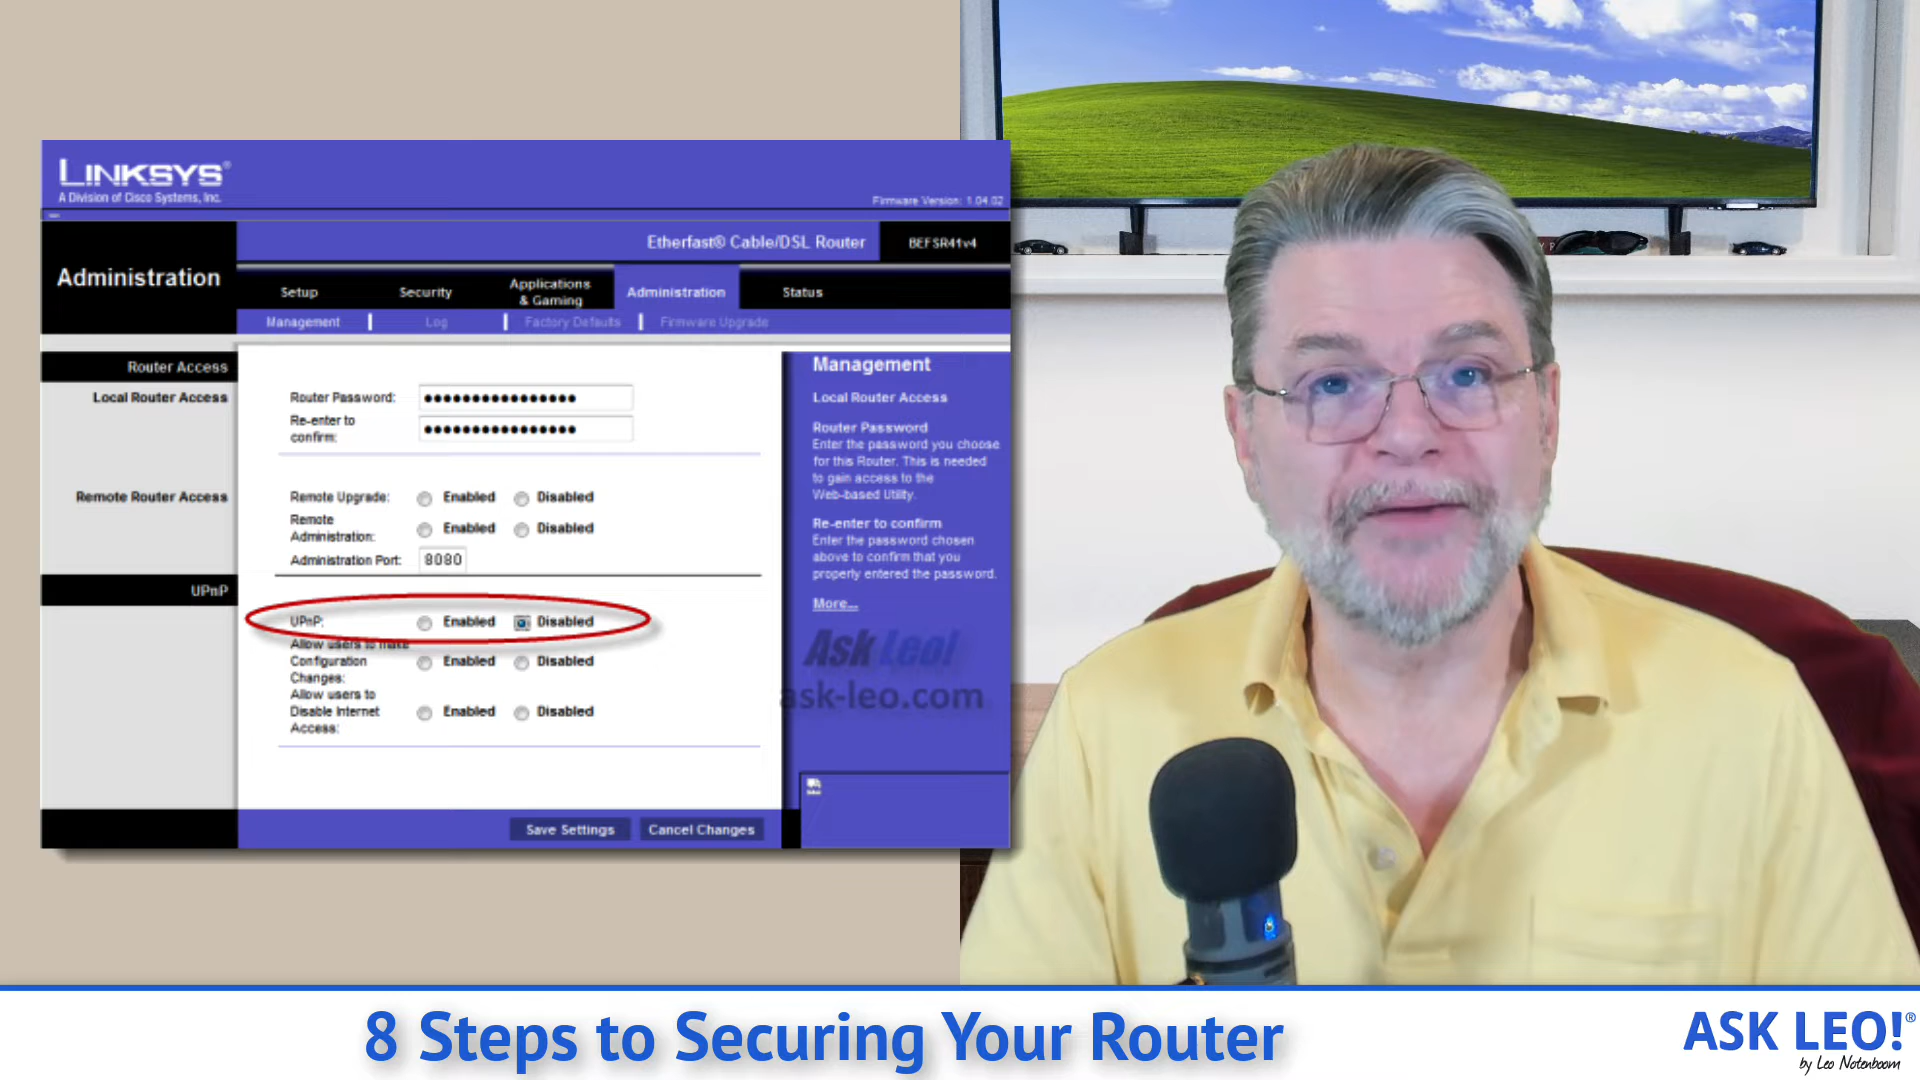 LINKSYS®
A Division of Cisco Systems, Inc.
Firmware Version: 1.04.02
Etherfast® Cable/DSL Router
BEFSR41v4
Administration
Setup
Security
Applications
& Gaming
Administration
Status
Management
Log
Factory Defaults
Firmware Upgrade
Router Access
Local Router Access
Router Password:
Re-enter to
confirm:
Remote Router Access
Remote Upgrade: Enabled Disabled
Remote
Administration: Enabled Disabled
Administration Port: 8080
UPnP
UPnP: Enabled Disabled
Allow users to make
Configuration Enabled Disabled
Changes:
Allow users to
Disable Internet Enabled Disabled
Access:
Save Settings
Cancel Changes
Management
Local Router Access
Router Password
Enter the password you choose
for this Router. This is needed
to gain access to the
Web-based Utility.
Re-enter to confirm
Enter the password chosen
above to confirm that you
properly entered the password.
More...
Ask Leo!
ask-leo.com
8 Steps to Securing Your Router
ASK LEO!®
by Leo Notenboom